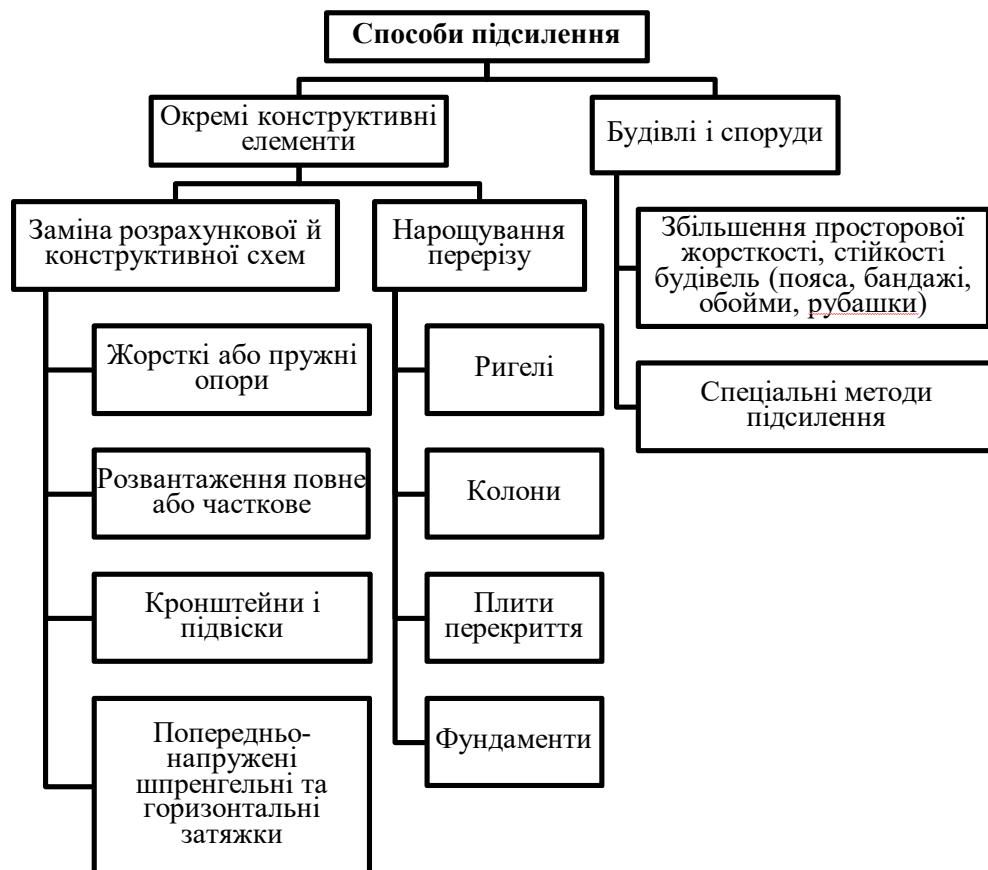 Способи підсилення
Окремі конструктивні
елементи
Будівлі і споруди
Заміна розрахункової й
конструктивної схем
Нарощування
перерізу
Збільшення просторової
жорсткості, стійкості
будівель (пояса, бандажі,
обойми, рубашки)
Жорсткі або пружні
опори
Ригелі
Спеціальні методи
підсилення
Розвантаження повне
або часткове
Колони
Кронштейни і
підвіски
Плити
перекриття
Попередньо-
напружені
шпренгельні та
горизонтальні
затяжки
Фундаменти